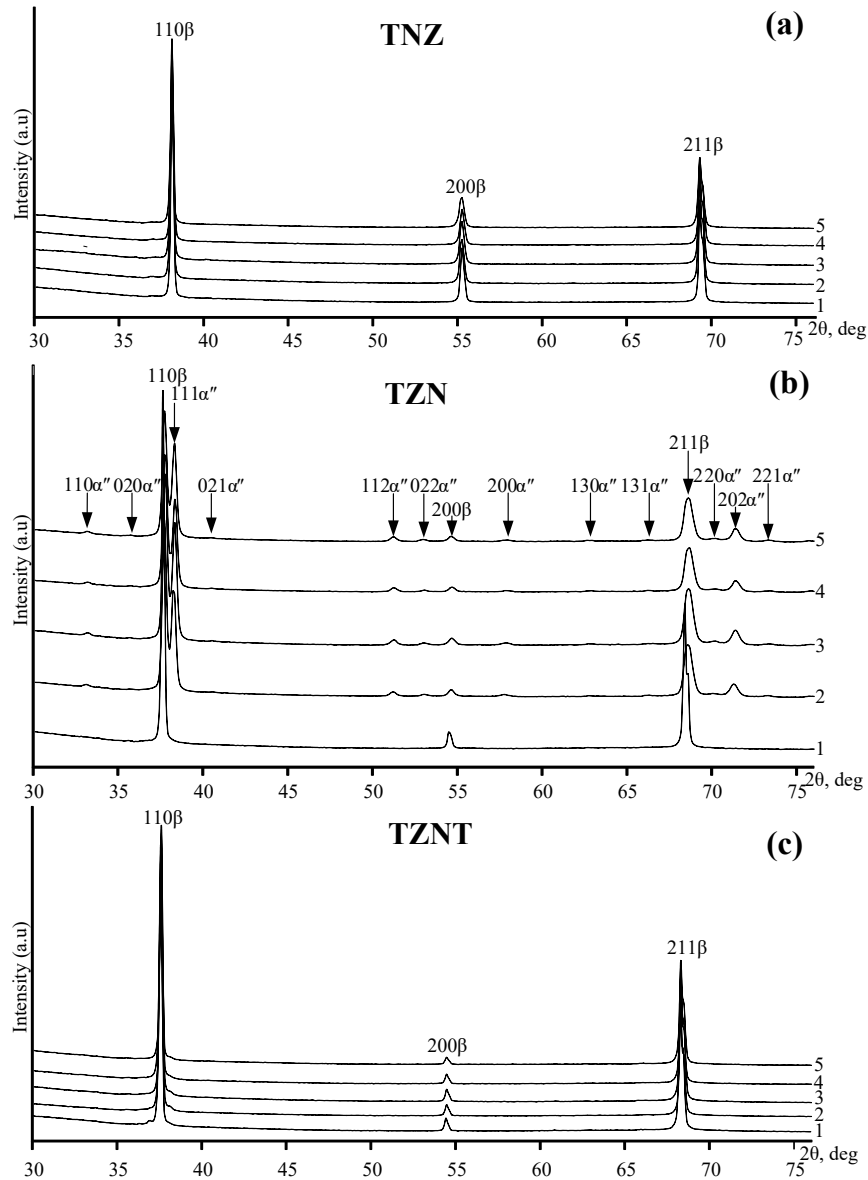 TNZ
(a)
110β
200β
211β
Intensity (a.u)
5
4
3
2
1
30 35 40 45 50 55 60 65 70 75
2θ, deg
TZN
(b)
110β
111α″
110α″ 020α″ 021α″ 112α″ 022α″ 200α″ 130α″ 131α″ 220α″ 221α″
200β
211β
202α″
Intensity (a.u)
5
4
3
2
1
30 35 40 45 50 55 60 65 70 75
2θ, deg
TZNT
(c)
110β
200β
211β
Intensity (a.u)
5
4
3
2
1
30 35 40 45 50 55 60 65 70 75
2θ, deg